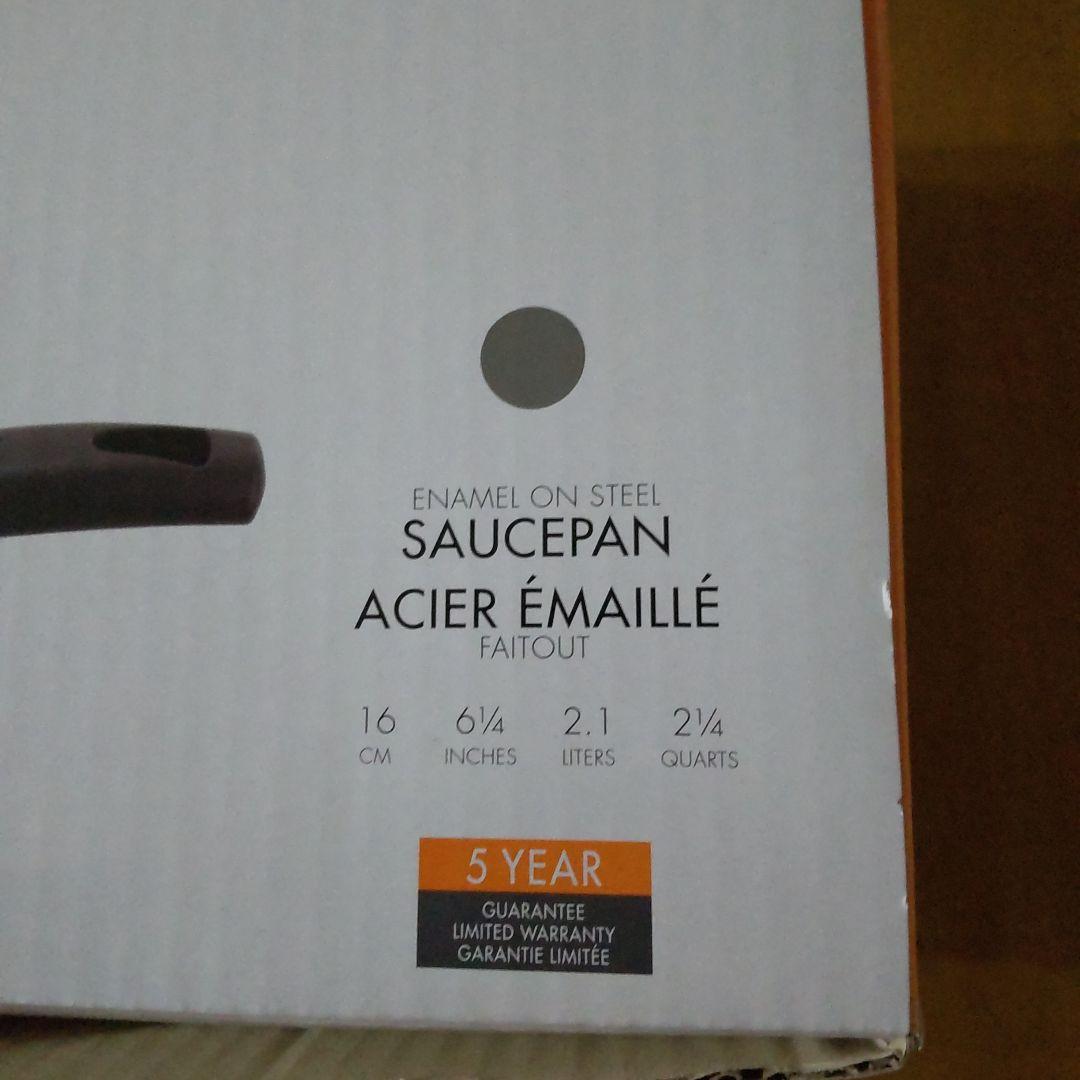 ENAMEL ON STEEL
SAUCEPAN
ACIER ÉMAILLÉ
FAITOUT
16 6¼ 2.1 2¼
CM INCHES LITERS QUARTS
5 YEAR
GUARANTEE
LIMITED WARRANTY
GARANTIE LIMITÉE